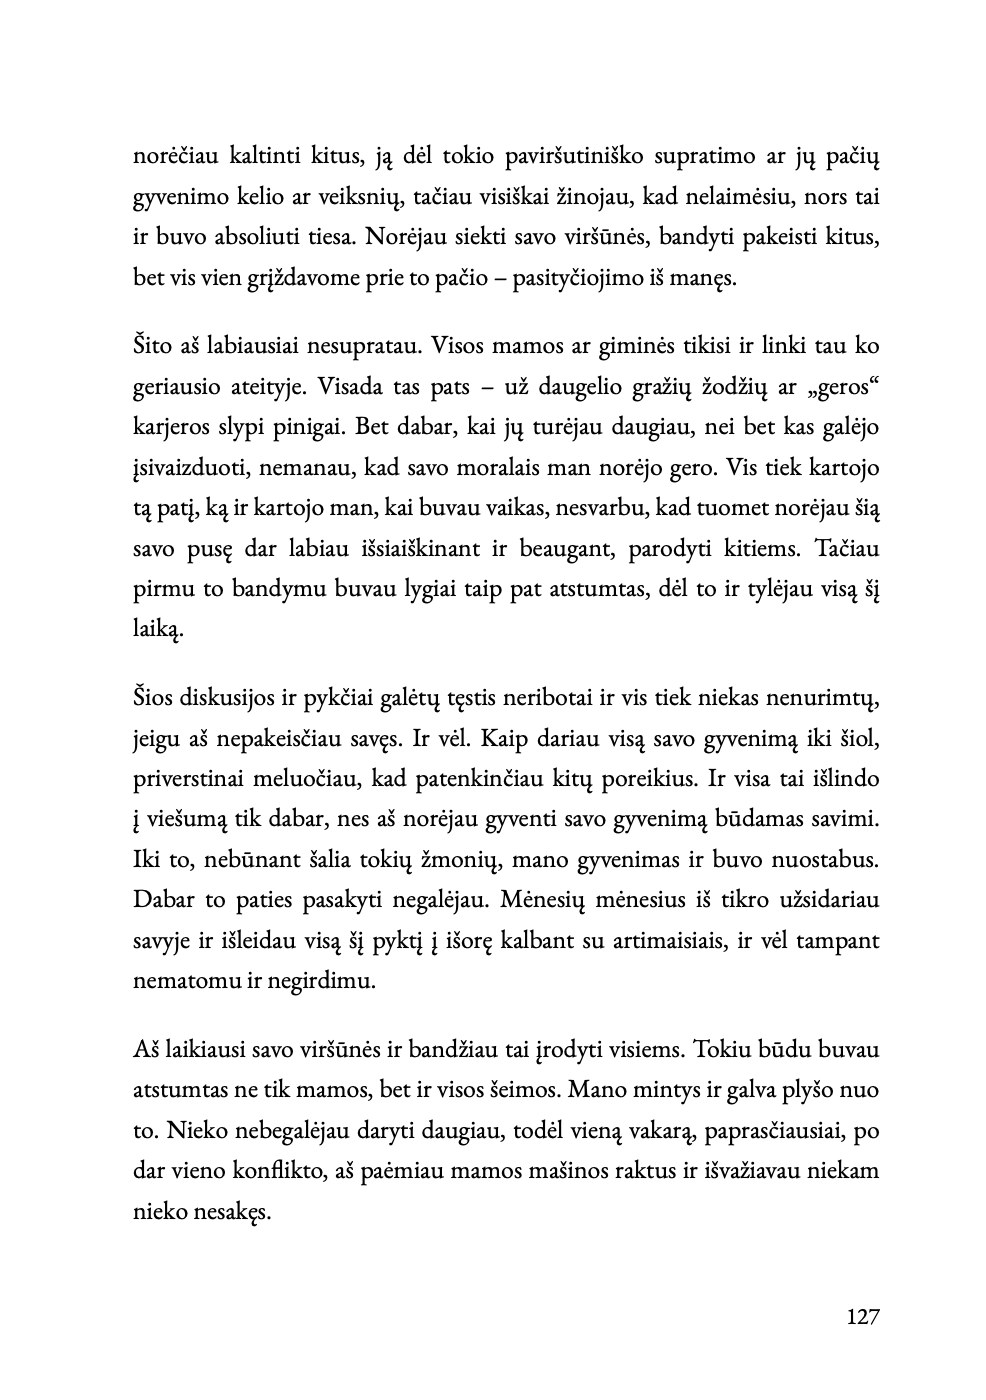 norėčiau kaltinti kitus, ją dėl tokio paviršutiniško supratimo ar jų pačių
gyvenimo kelio ar veiksnių, tačiau visiškai žinojau, kad nelaimėsiu, nors tai
ir buvo absoliuti tiesa. Norėjau siekti savo viršūnės, bandyti pakeisti kitus,
bet vis vien grįždavome prie to pačio – pasityčiojimo iš manęs.
Šito aš labiausiai nesupratau. Visos mamos ar giminės tikisi ir linki tau ko
geriausio ateityje. Visada tas pats – už daugelio gražių žodžių ar „geros“
karjeros slypi pinigai. Bet dabar, kai jų turėjau daugiau, nei bet kas galėjo
įsivaizduoti, nemanau, kad savo moralais man norėjo gero. Vis tiek kartojo
tą patį, ką ir kartojo man, kai buvau vaikas, nesvarbu, kad tuomet norėjau šią
savo pusę dar labiau išsiaiškinant ir beaugant, parodyti kitiems. Tačiau
pirmu to bandymu buvau lygiai taip pat atstumtas, dėl to ir tylėjau visą šį
laiką.
Šios diskusijos ir pykčiai galėtų tęstis neribotai ir vis tiek niekas nenurimtų,
jeigu aš nepakeisčiau savęs. Ir vėl. Kaip dariau visą savo gyvenimą iki šiol,
priverstinai meluočiau, kad patenkinčiau kitų poreikius. Ir visa tai išlindo
į viešumą tik dabar, nes aš norėjau gyventi savo gyvenimą būdamas savimi.
Iki to, nebūnant šalia tokių žmonių, mano gyvenimas ir buvo nuostabus.
Dabar to paties pasakyti negalėjau. Mėnesių mėnesius iš tikro užsidariau
savyje ir išleidau visą šį pyktį į išorę kalbant su artimaisiais, ir vėl tampant
nematomu ir negirdimu.
Aš laikiausi savo viršūnės ir bandžiau tai įrodyti visiems. Tokiu būdu buvau
atstumtas ne tik mamos, bet ir visos šeimos. Mano mintys ir galva plyšo nuo
to. Nieko nebegalėjau daryti daugiau, todėl vieną vakarą, paprasčiausiai, po
dar vieno konflikto, aš paėmiau mamos mašinos raktus ir išvažiavau niekam
nieko nesakęs.
127